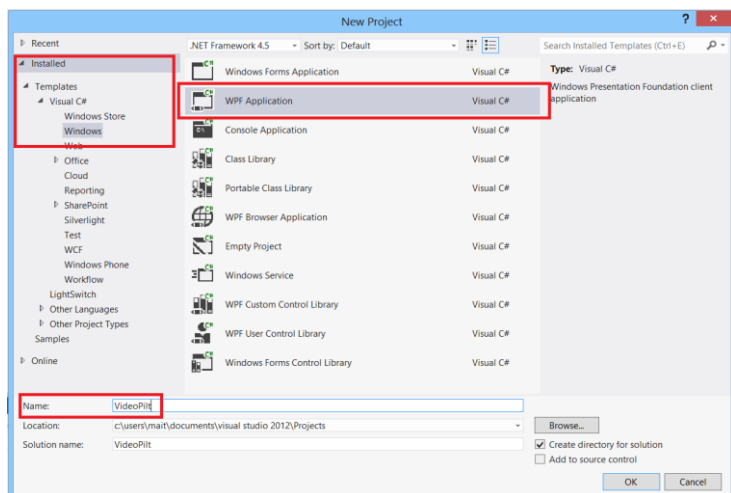 New Project
? ×
Recent
.NET Framework 4.5 Sort by: Default
Search Installed Templates (Ctrl+E)
Installed
Templates
Visual C#
Windows Store
Windows
Web
Office
Cloud
Reporting
SharePoint
Silverlight
Test
WCF
Windows Phone
Workflow
LightSwitch
Other Languages
Other Project Types
Samples
Online
Windows Forms Application Visual C#
WPF Application Visual C#
Console Application Visual C#
Class Library Visual C#
Portable Class Library Visual C#
WPF Browser Application Visual C#
Empty Project Visual C#
Windows Service Visual C#
WPF Custom Control Library Visual C#
WPF User Control Library Visual C#
Windows Forms Control Library Visual C#
Type: Visual C#
Windows Presentation Foundation client
application
Name: VideoPilt
Location: c:\users\mait\documents\visual studio 2012\Projects
Browse...
Solution name: VideoPilt
Create directory for solution
Add to source control
OK Cancel